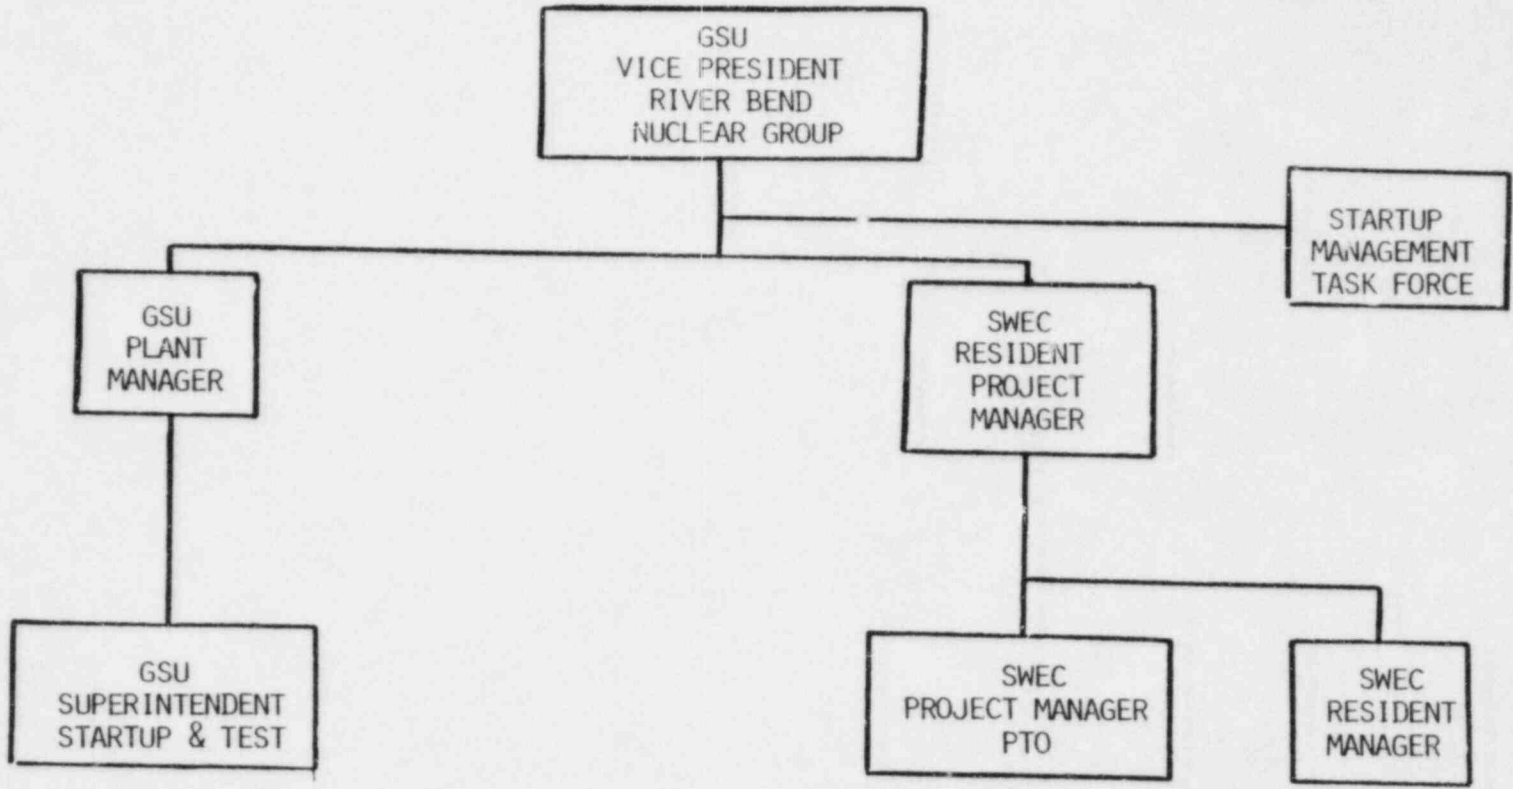 GSU
VICE PRESIDENT
RIVER BEND
NUCLEAR GROUP
STARTUP
MANAGEMENT
TASK FORCE
GSU
PLANT
MANAGER
SWEC
RESIDENT
PROJECT
MANAGER
GSU
SUPERINTENDENT
STARTUP & TEST
SWEC
PROJECT MANAGER
PTO
SWEC
RESIDENT
MANAGER